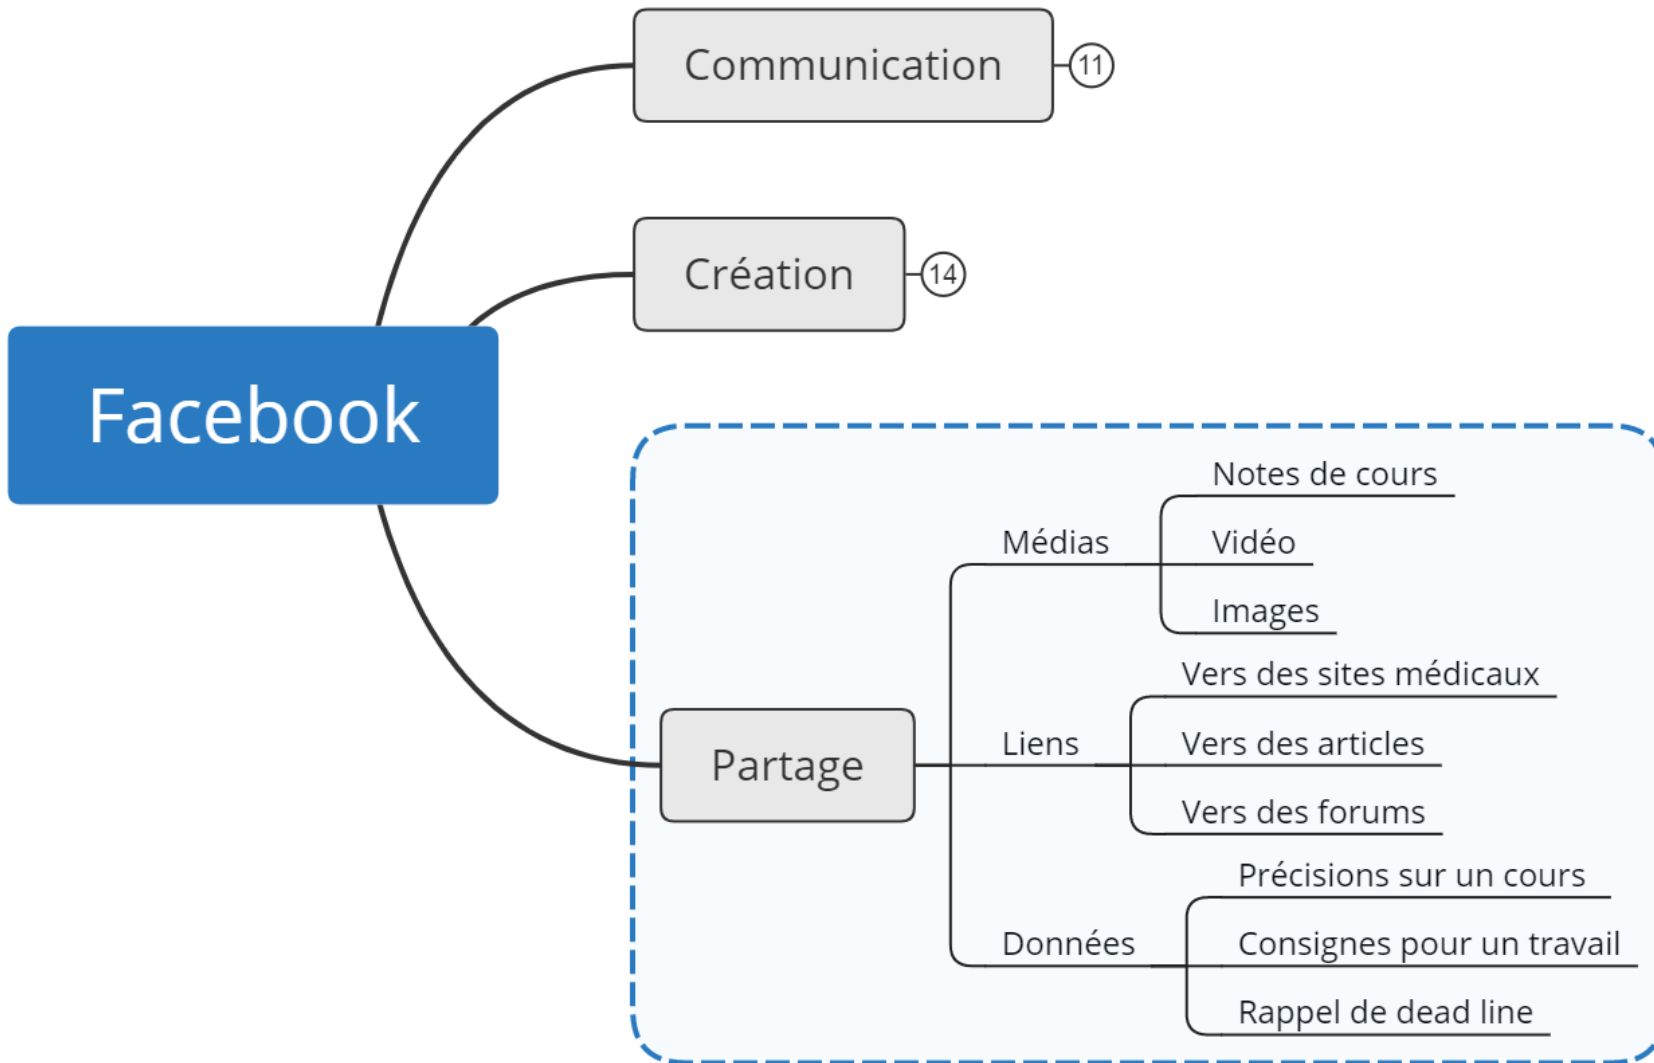 Communication
11
Création
14
Facebook
Notes de cours
Médias
Vidéo
Images
Vers des sites médicaux
Partage
Liens
Vers des articles
Vers des forums
Précisions sur un cours
Données
Consignes pour un travail
Rappel de dead line